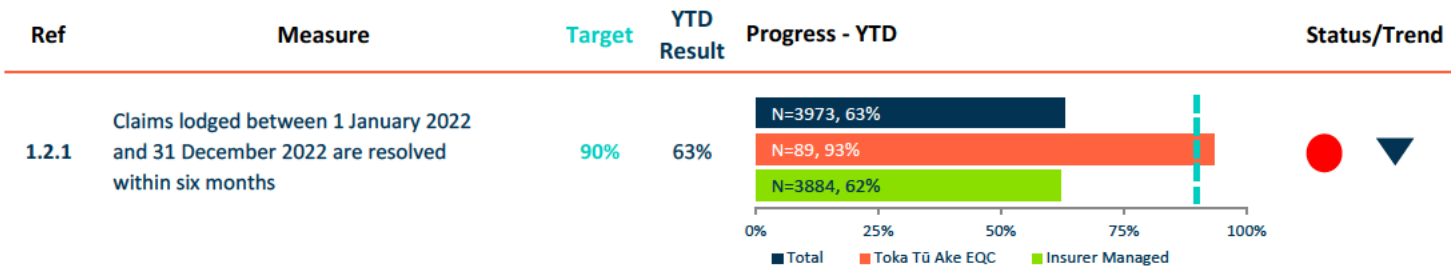 Ref Measure Target YTD Result Progress - YTD Status/Trend
1.2.1
Claims lodged between 1 January 2022
and 31 December 2022 are resolved
within six months
90%
63%
N=3973, 63%
N=89, 93%
N=3884, 62%
0% 25% 50% 75% 100%
Total Toka Tū Ake EQC Insurer Managed